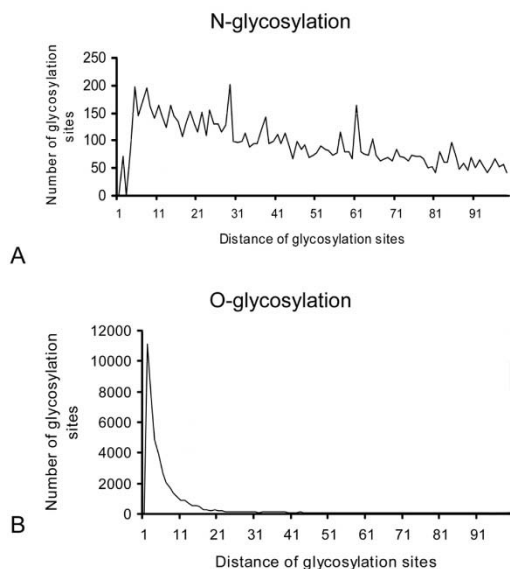 N-glycosylation
Number of glycosylation
sites
250
200
150
100
50
0
1 11 21 31 41 51 61 71 81 91
Distance of glycosylation sites
A
O-glycosylation
Number of glycosylation
sites
12000
10000
8000
6000
4000
2000
0
1 11 21 31 41 51 61 71 81 91
Distance of glycosylation sites
B